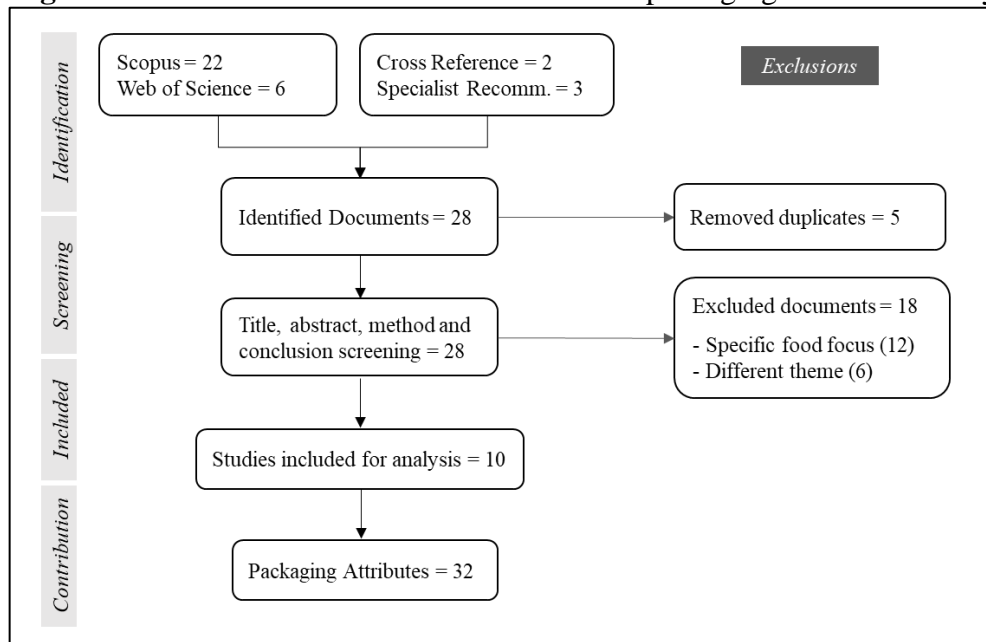 Identification
Scopus = 22
Web of Science = 6
Cross Reference = 2
Specialist Recomm. = 3
Exclusions
Identified Documents = 28
Removed duplicates = 5
Screening
Title, abstract, method and
conclusion screening = 28
Excluded documents = 18
- Specific food focus (12)
- Different theme (6)
Included
Studies included for analysis = 10
Contribution
Packaging Attributes = 32